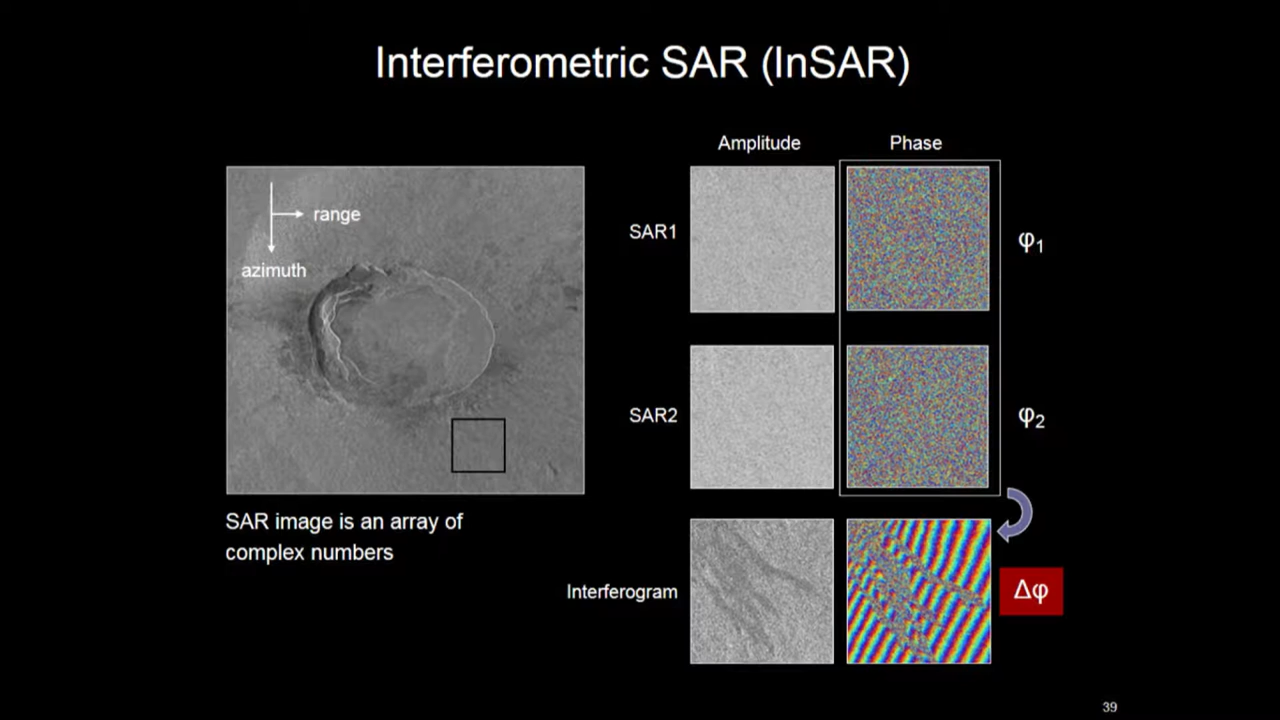 Interferometric SAR (InSAR)
Amplitude
Phase
range
azimuth
SAR1
φ₁
SAR2
φ₂
SAR image is an array of
complex numbers
Interferogram
Δφ
39